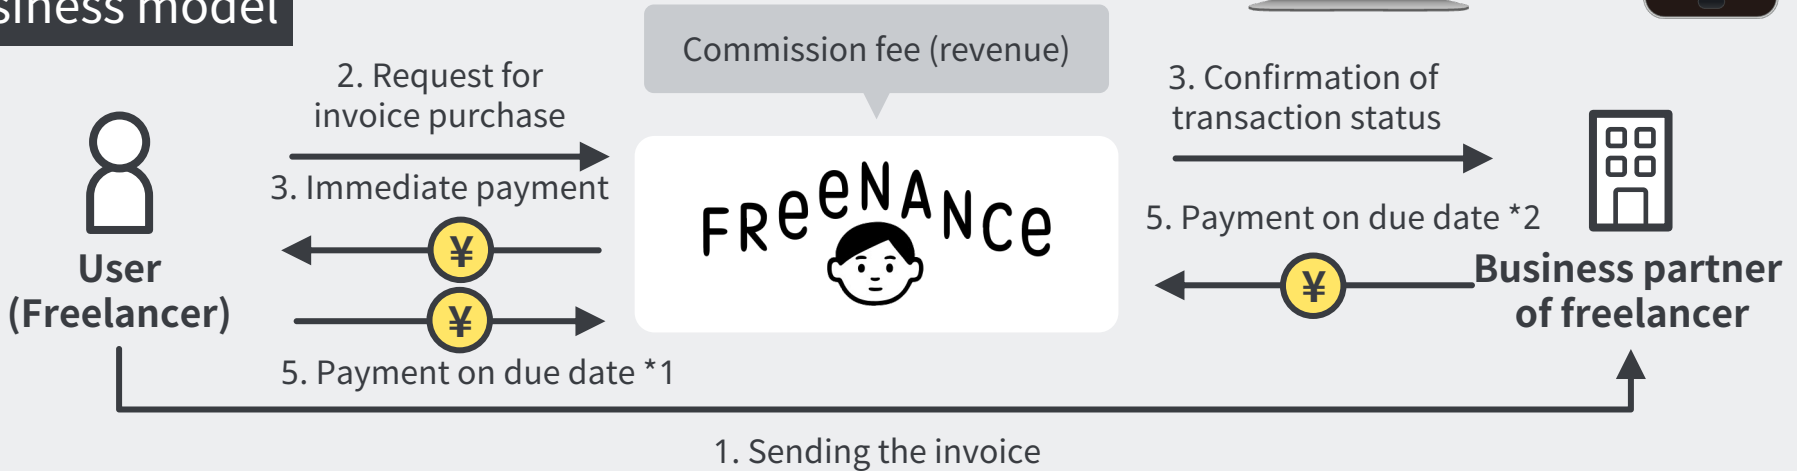 siness model
Commission fee (revenue)
2. Request for
invoice purchase
3. Confirmation of
transaction status
3. Immediate payment
¥
FReeNANce
5. Payment on due date *2
¥
User
(Freelancer)
¥
Business partner
of freelancer
5. Payment on due date *1
1. Sending the invoice